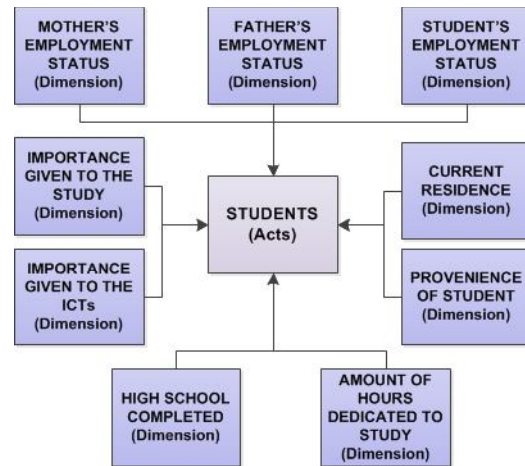 MOTHER'S
EMPLOYMENT
STATUS
(Dimension)
FATHER'S
EMPLOYMENT
STATUS
(Dimension)
STUDENT'S
EMPLOYMENT
STATUS
(Dimension)
IMPORTANCE
GIVEN TO THE
STUDY
(Dimension)
STUDENTS
(Acts)
CURRENT
RESIDENCE
(Dimension)
IMPORTANCE
GIVEN TO THE
ICTs
(Dimension)
PROVENIENCE
OF STUDENT
(Dimension)
HIGH SCHOOL
COMPLETED
(Dimension)
AMOUNT OF
HOURS
DEDICATED TO
STUDY
(Dimension)